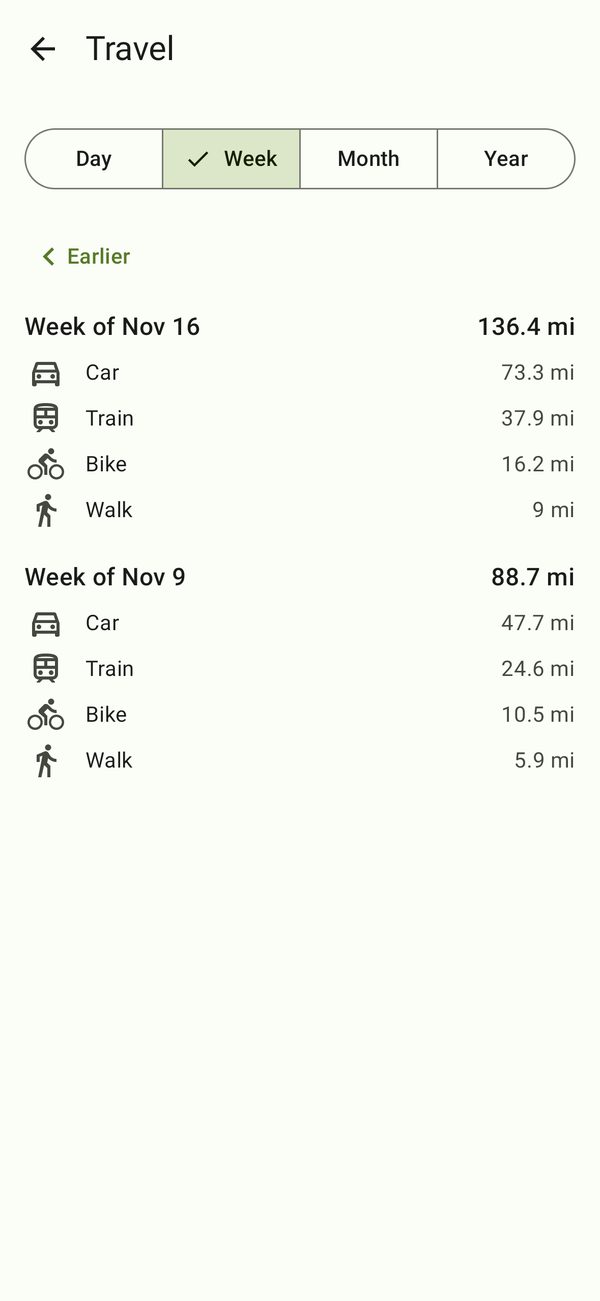 Travel
Day Week Month Year
Earlier
Week of Nov 16 136.4 mi
Car 73.3 mi
Train 37.9 mi
Bike 16.2 mi
Walk 9 mi
Week of Nov 9 88.7 mi
Car 47.7 mi
Train 24.6 mi
Bike 10.5 mi
Walk 5.9 mi